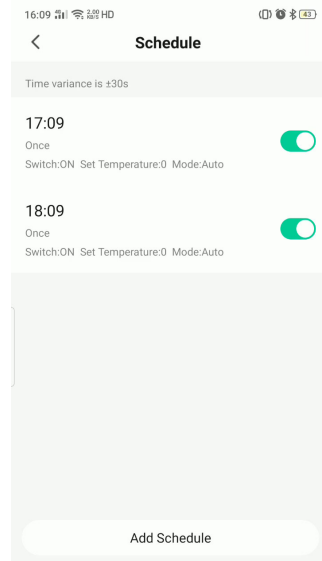 16:09 4G 2.00 KB/S HD 43
Schedule
Time variance is ±30s
17:09
Once
Switch:ON Set Temperature:0 Mode:Auto
18:09
Once
Switch:ON Set Temperature:0 Mode:Auto
Add Schedule